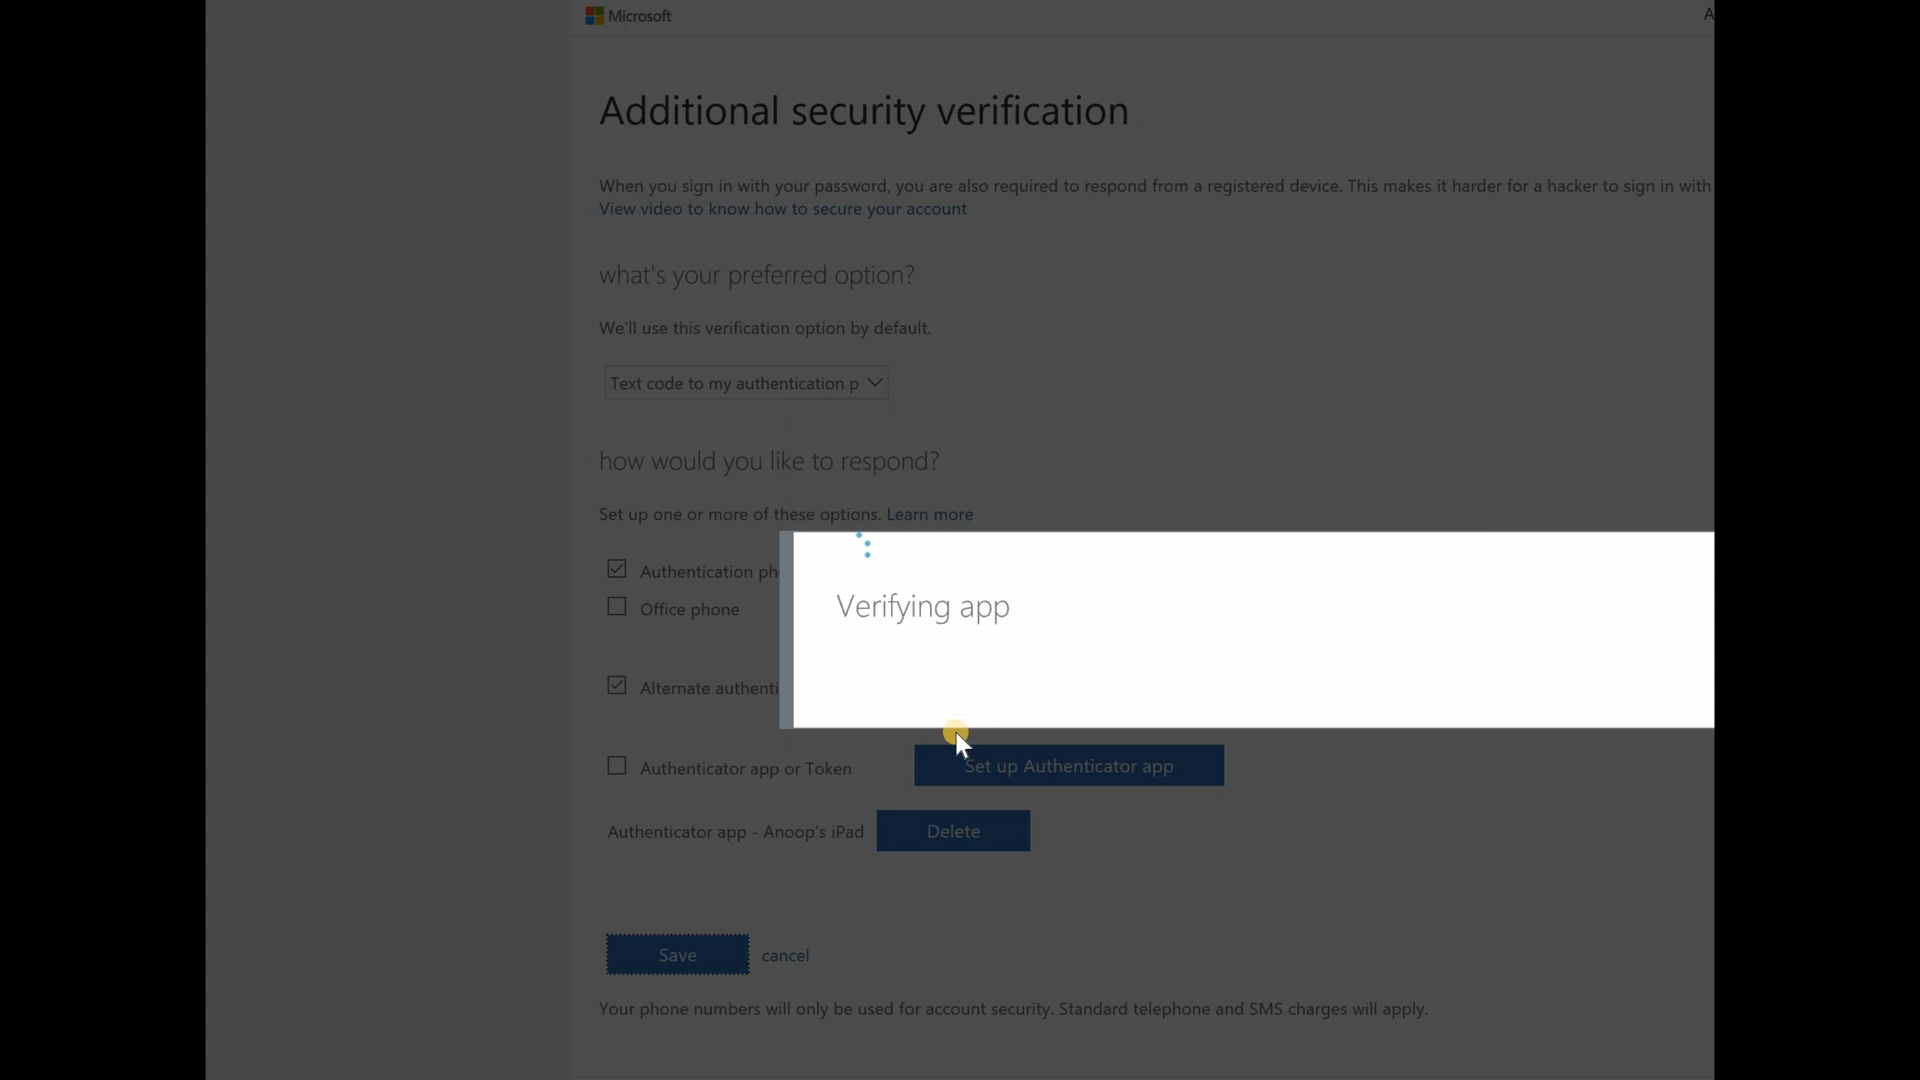 Microsoft
A
Additional security verification
When you sign in with your password, you are also required to respond from a registered device. This makes it harder for a hacker to sign in with
View video to know how to secure your account
what's your preferred option?
We'll use this verification option by default.
Text code to my authentication p
how would you like to respond?
Set up one or more of these options. Learn more
Authentication ph
Office phone
Verifying app
Alternate authenti
Authenticator app or Token
Set up Authenticator app
Authenticator app - Anoop's iPad
Delete
Save
cancel
Your phone numbers will only be used for account security. Standard telephone and SMS charges will apply.